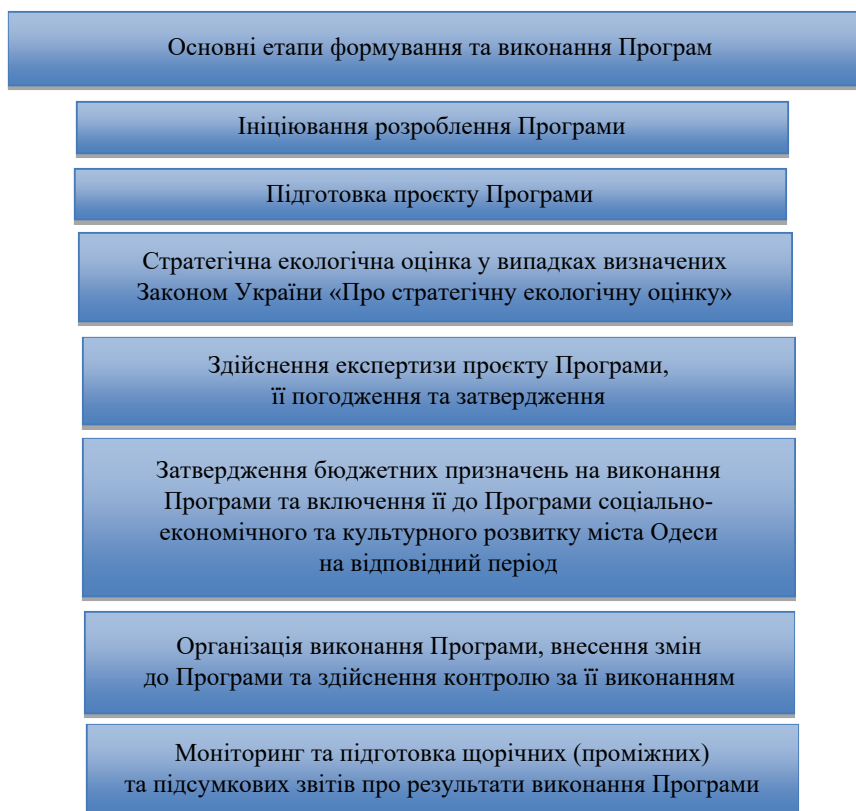 Основні етапи формування та виконання Програм
Ініціювання розроблення Програми
Підготовка проєкту Програми
Стратегічна екологічна оцінка у випадках визначених
Законом України «Про стратегічну екологічну оцінку»
Здійснення експертизи проєкту Програми,
її погодження та затвердження
Затвердження бюджетних призначень на виконання
Програми та включення її до Програми соціально-
економічного та культурного розвитку міста Одеси
на відповідний період
Організація виконання Програми, внесення змін
до Програми та здійснення контролю за її виконанням
Моніторинг та підготовка щорічних (проміжних)
та підсумкових звітів про результати виконання Програми